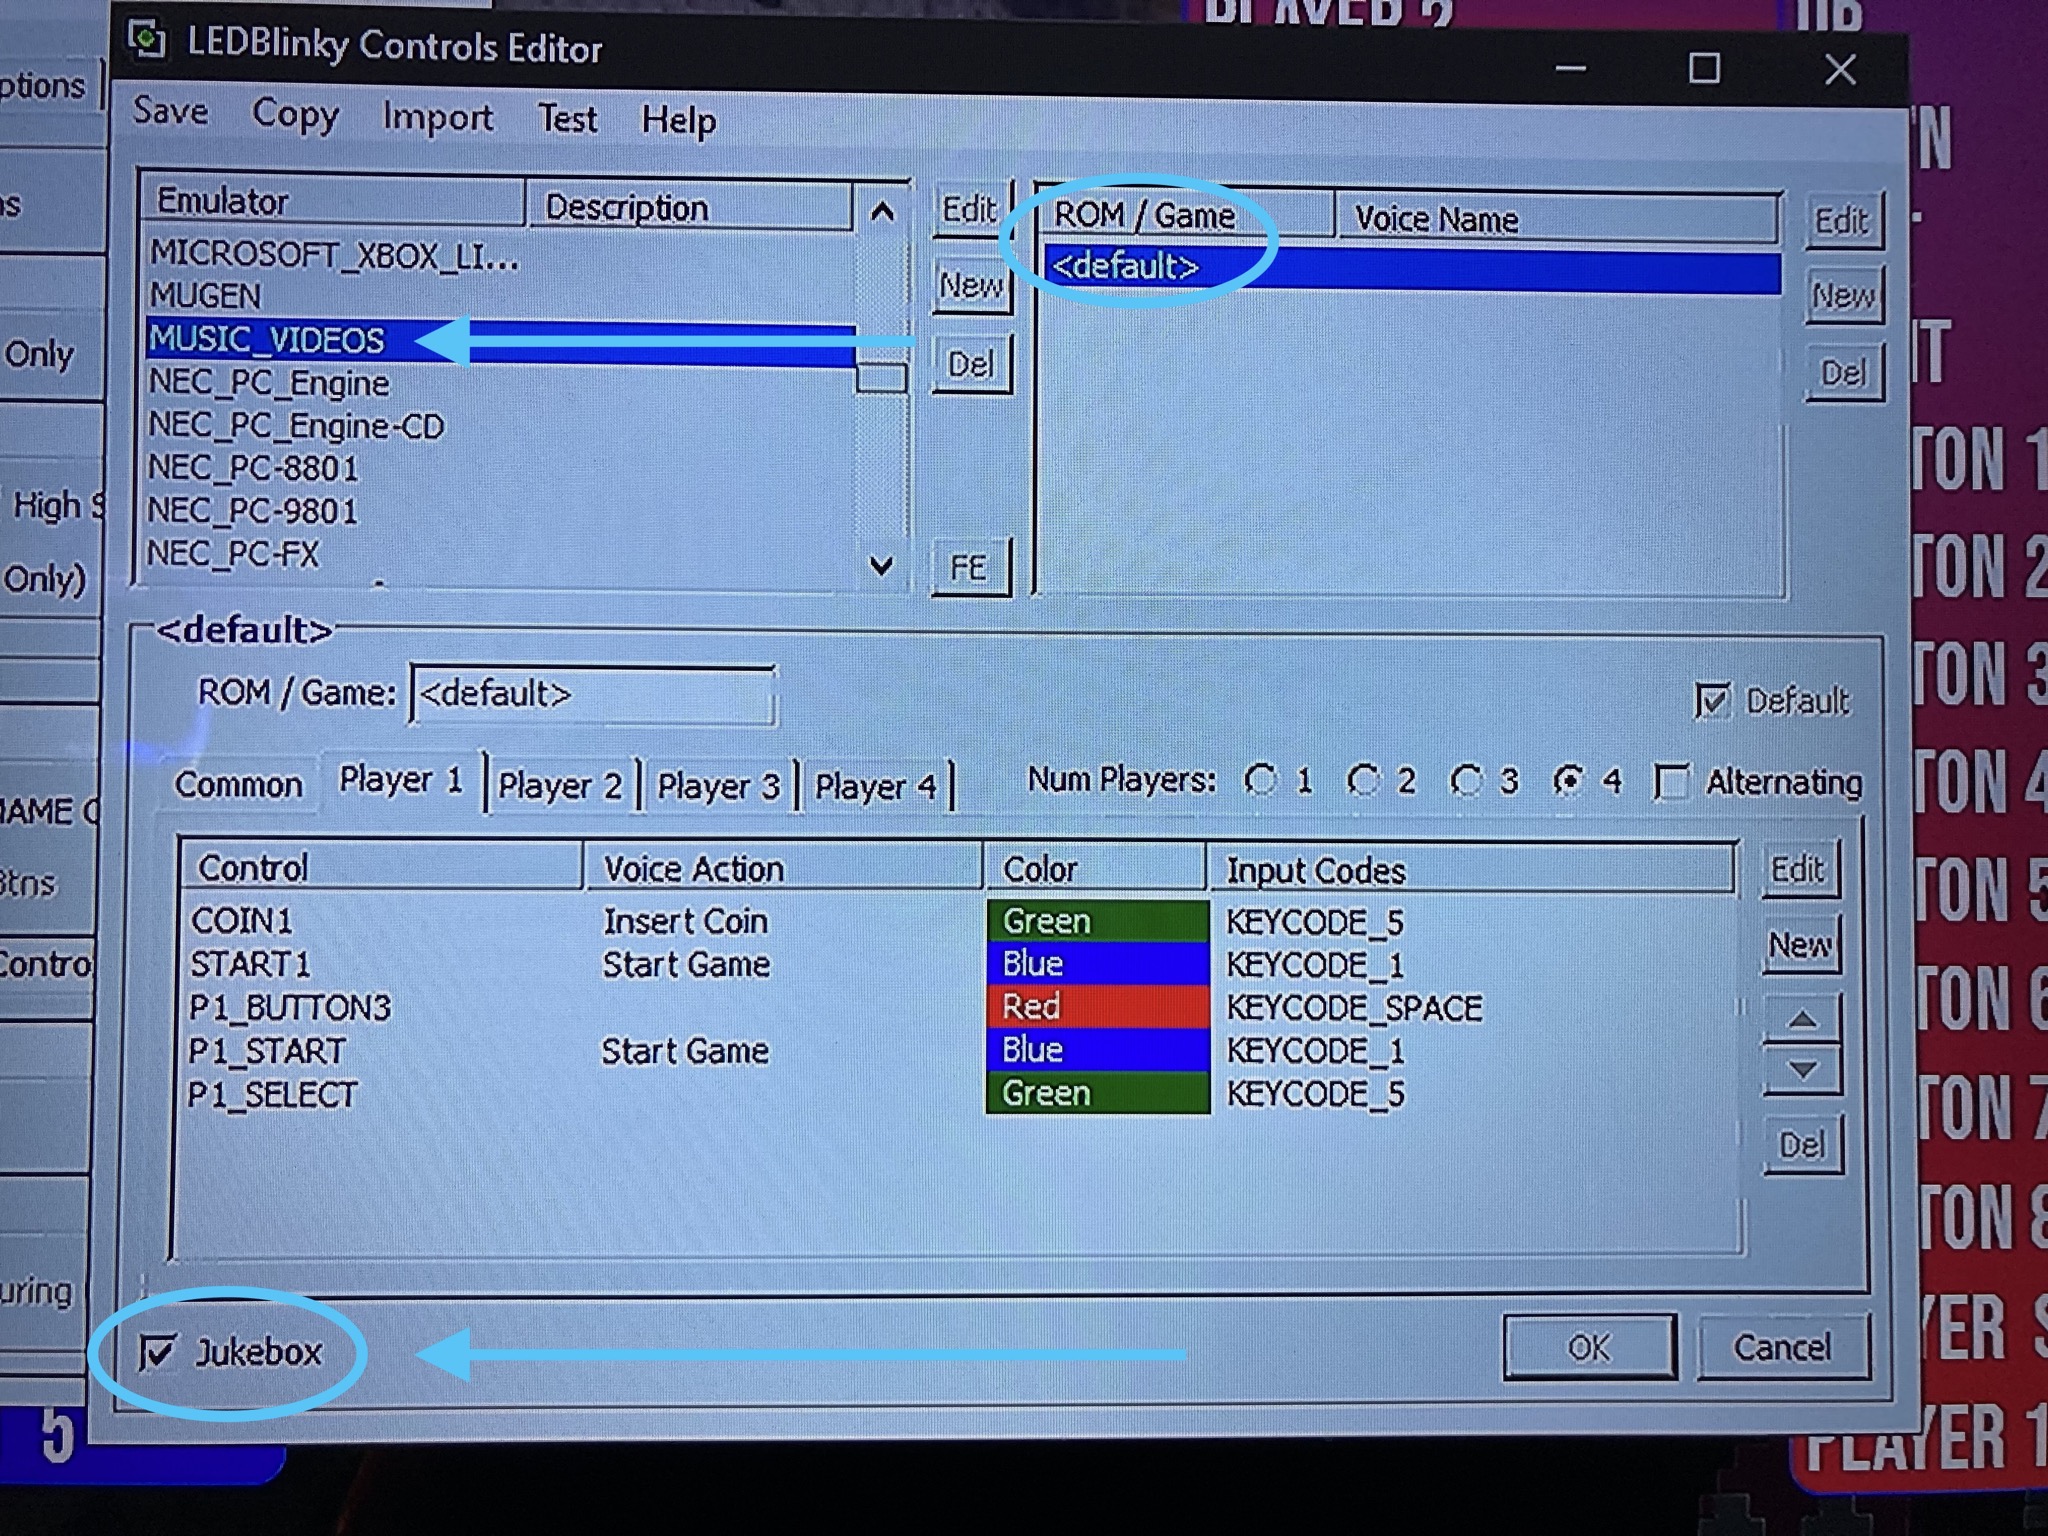 PLAYER 2
UP
LEDBlinky Controls Editor
ptions
Save Copy Import Test Help
Emulator Description
MICROSOFT_XBOX_LI...
MUGEN
MUSIC_VIDEOS
NEC_PC_Engine
NEC_PC_Engine-CD
NEC_PC-8801
NEC_PC-9801
NEC_PC-FX
Edit
New
Del
FE
ROM / Game Voice Name
<default>
Edit
New
Del
Only
High S
Only)
<default>
ROM / Game: <default>
Default
Common Player 1 Player 2 Player 3 Player 4
Num Players: 1 2 3 4 Alternating
Control Voice Action Color Input Codes
COIN1 Insert Coin Green KEYCODE_5
START1 Start Game Blue KEYCODE_1
P1_BUTTON3 Red KEYCODE_SPACE
P1_START Start Game Blue KEYCODE_1
P1_SELECT Green KEYCODE_5
Edit
New
Del
Jukebox
OK Cancel
Btns
Contro
uring
5
TON 1
TON 2
TON 3
TON 4
TON 5
TON 6
TON 7
TON 8
YER S
PLAYER 1